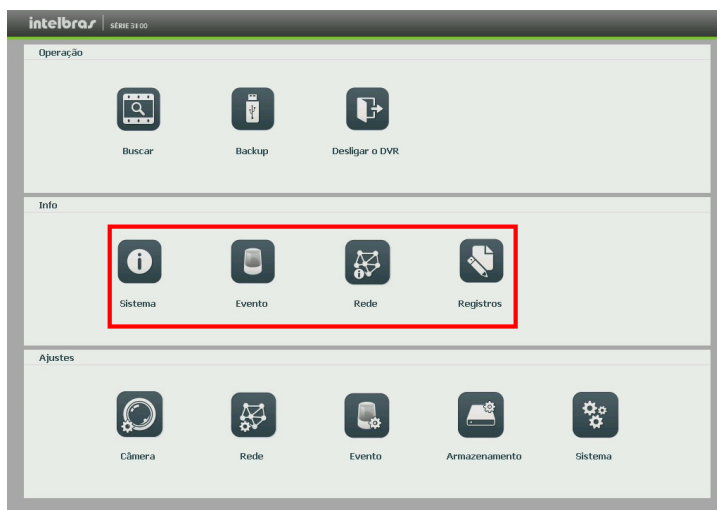 intelbras SÉRIE 3100
Operação
Buscar Backup Desligar o DVR
Info
Sistema Evento Rede Registros
Ajustes
Câmera Rede Evento Armazenamento Sistema